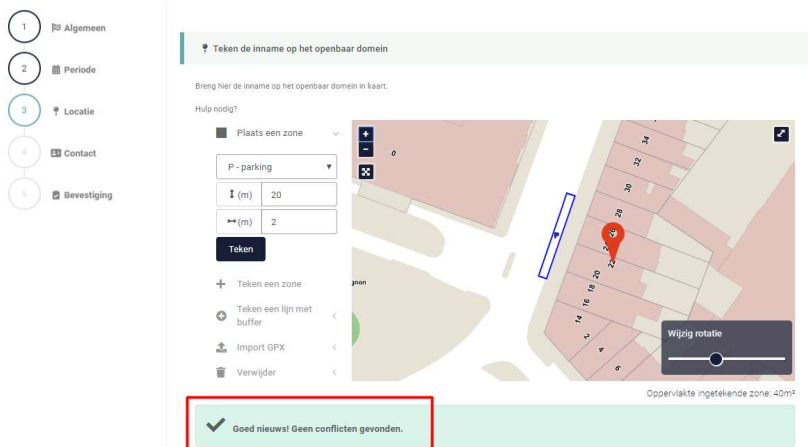 1 Algemeen
2 Periode
3 Locatie
4 Contact
5 Bevestiging
Teken de inname op het openbaar domein
Breng hier de inname op het openbaar domein in kaart.
Hulp nodig?
Plaats een zone
P - parking
(m) 20
(m) 2
Teken
Teken een zone
Teken een lijn met
buffer
Import GPX
Verwijder
+
−
0
gnon
34
32
30
28
26
24
22
20
18
16
14
2
4
6
P
Wijzig rotatie
Oppervlakte ingetekende zone: 40m²
Goed nieuws! Geen conflicten gevonden.